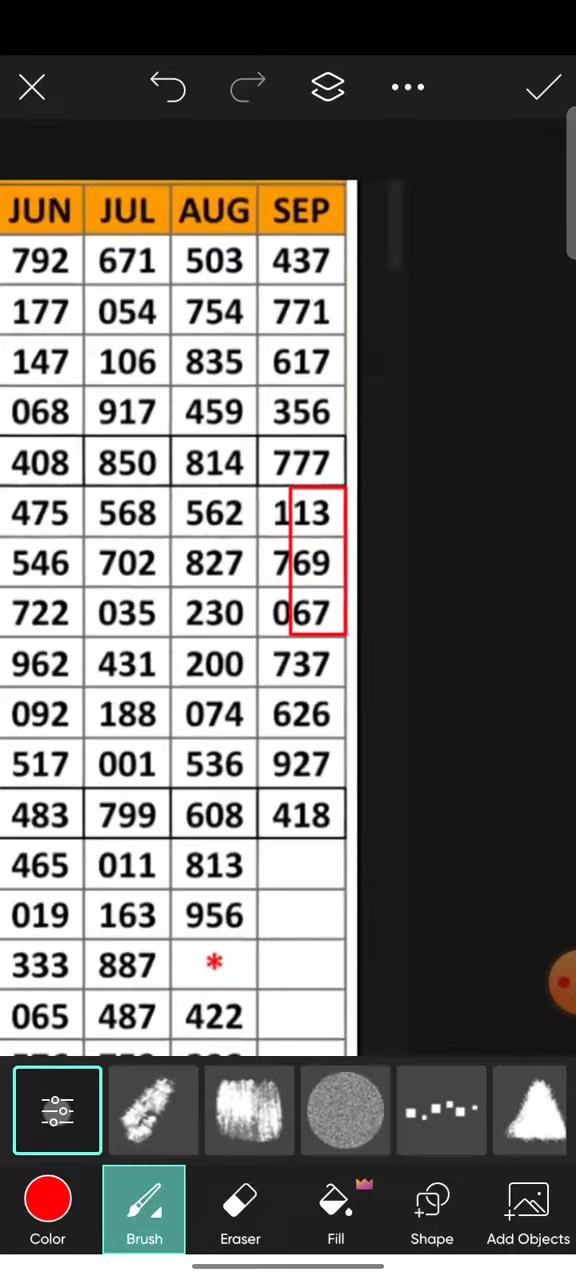 JUN JUL AUG SEP
792 671 503 437
177 054 754 771
147 106 835 617
068 917 459 356
408 850 814 777
475 568 562 113
546 702 827 769
722 035 230 067
962 431 200 737
092 188 074 626
517 001 536 927
483 799 608 418
465 011 813
019 163 956
333 887 *
065 487 422
Color Brush Eraser Fill Shape Add Objects